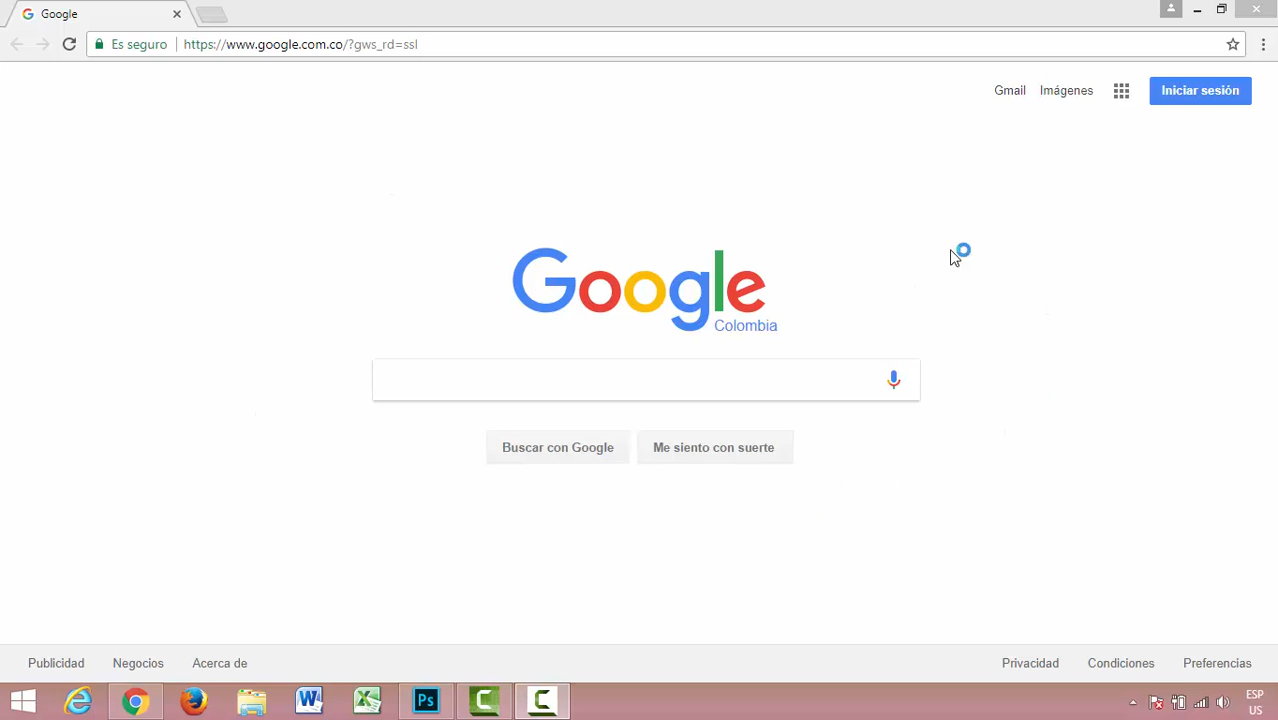 Google
Es seguro
https://www.google.com.co/?gws_rd=ssl
Gmail
Imágenes
Iniciar sesión
Google
Colombia
Buscar con Google
Me siento con suerte
Publicidad
Negocios
Acerca de
Privacidad
Condiciones
Preferencias
Ps
ESP
US